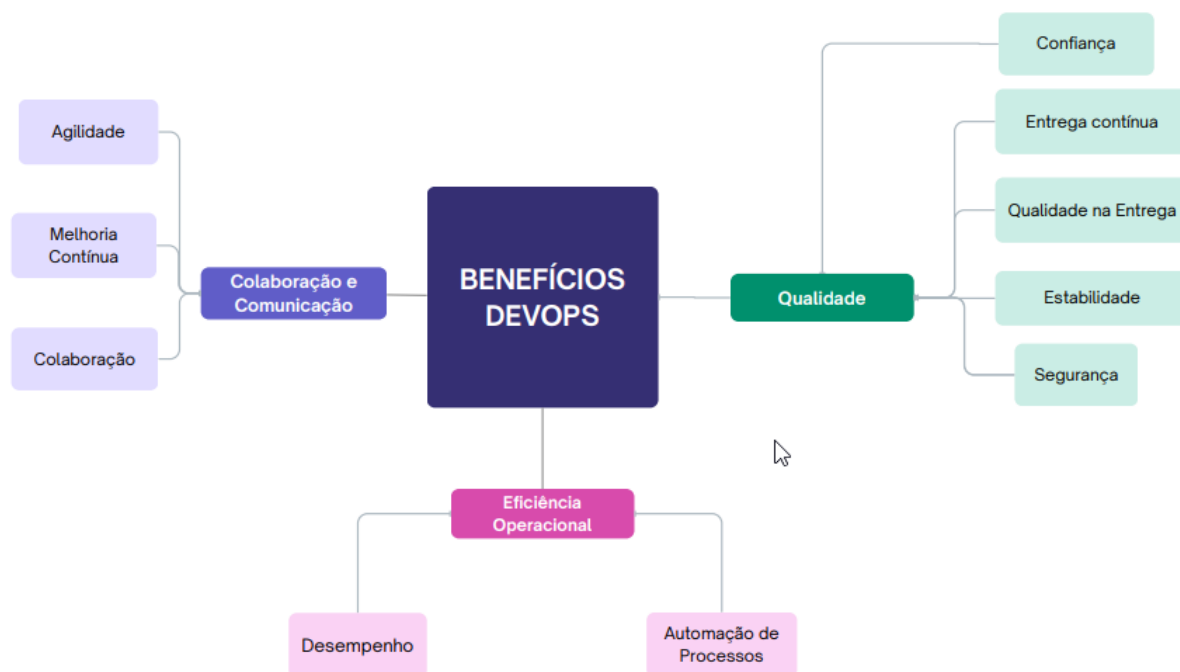 BENEFÍCIOS
DEVOPS
Colaboração e
Comunicação
Agilidade
Melhoria
Contínua
Colaboração
Qualidade
Confiança
Entrega contínua
Qualidade na Entrega
Estabilidade
Segurança
Eficiência
Operacional
Desempenho
Automação de
Processos